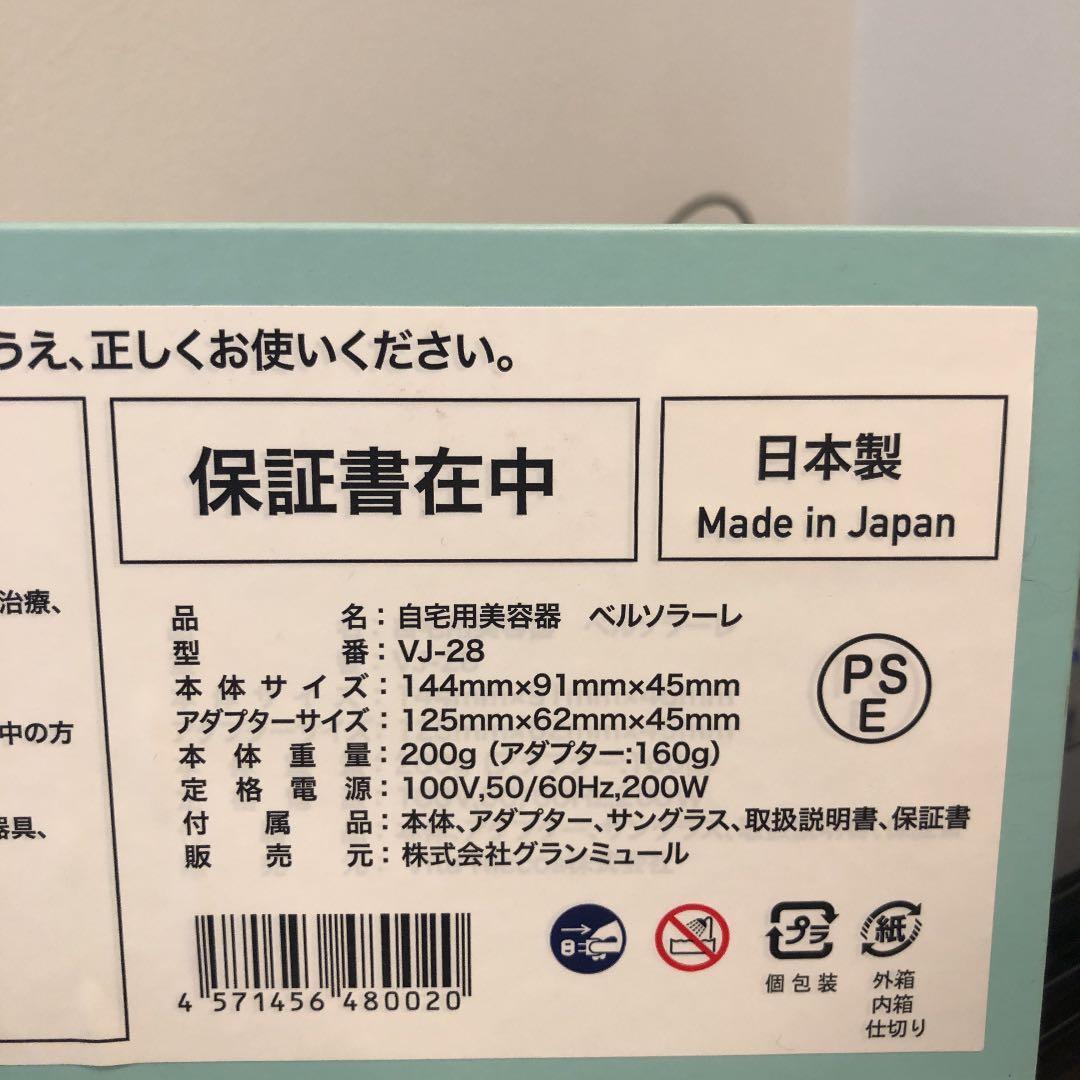 うえ、正しくお使いください。
保証書在中
日本製
Made in Japan
治療、
中の方
器具、
品名：自宅用美容器　ベルソラーレ
型番：VJ-28
本体サイズ：144mm×91mm×45mm
アダプターサイズ：125mm×62mm×45mm
本体重量：200g（アダプター:160g）
定格電源：100V,50/60Hz,200W
付属品：本体、アダプター、サングラス、取扱説明書、保証書
販売元：株式会社グランミュール
PSE
4 571456 480020
プラ
個包装
紙
外箱
内箱
仕切り